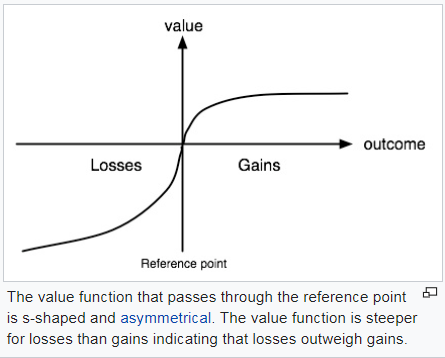 value
outcome
Losses
Gains
Reference point
The value function that passes through the reference point
is s-shaped and asymmetrical. The value function is steeper
for losses than gains indicating that losses outweigh gains.